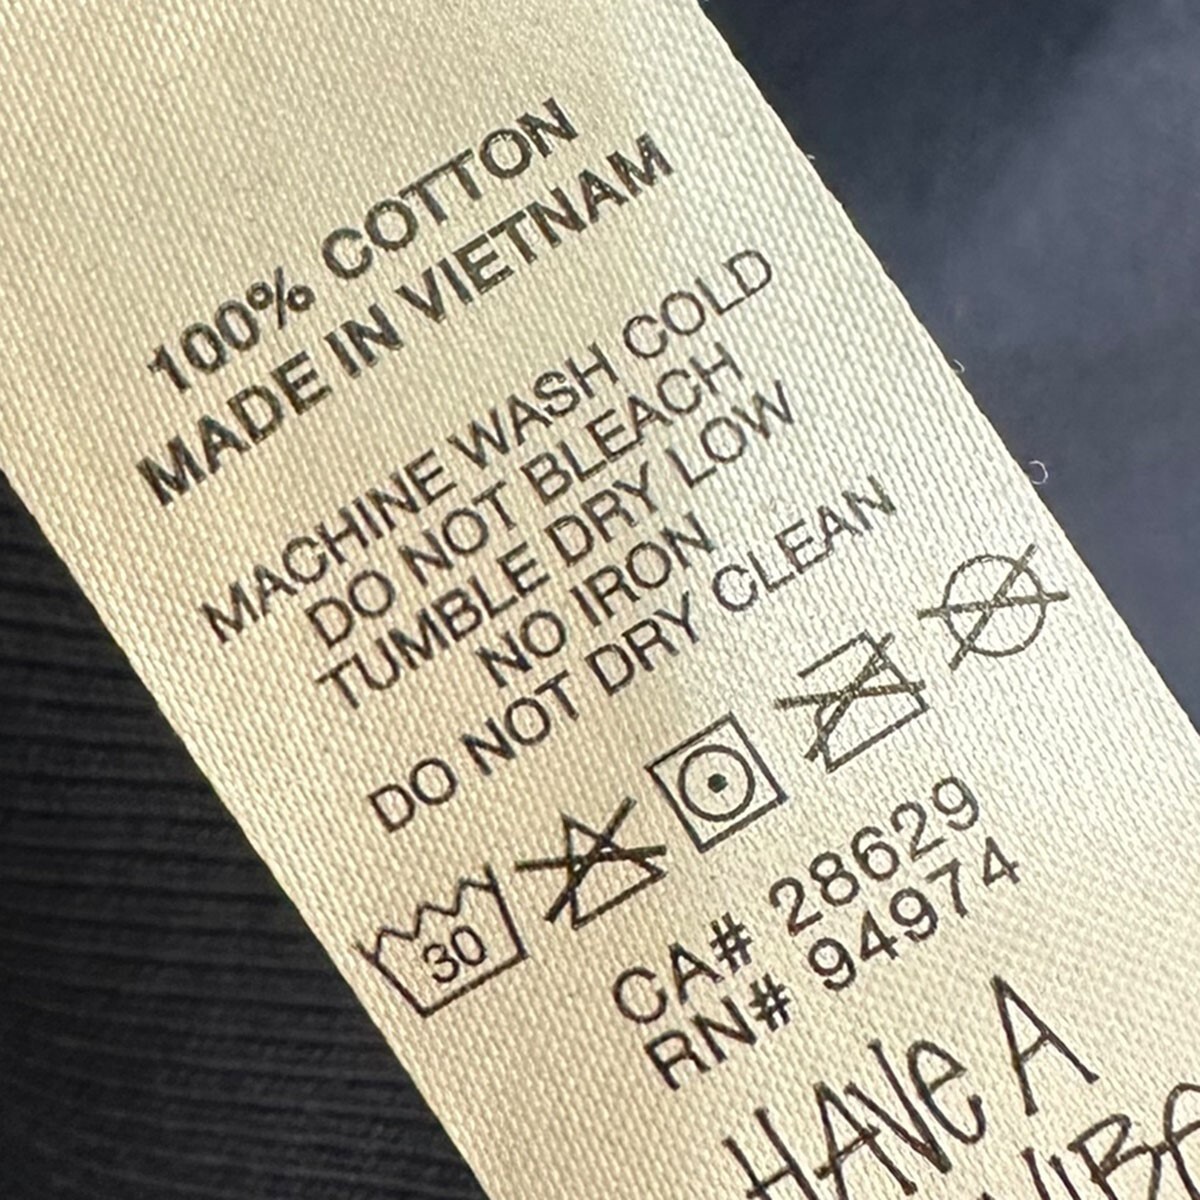 100% COTTON
MADE IN VIETNAM
MACHINE WASH COLD
DO NOT BLEACH
TUMBLE DRY LOW
NO IRON
DO NOT DRY CLEAN
30
CA# 28629
RN# 94974
HAVE A